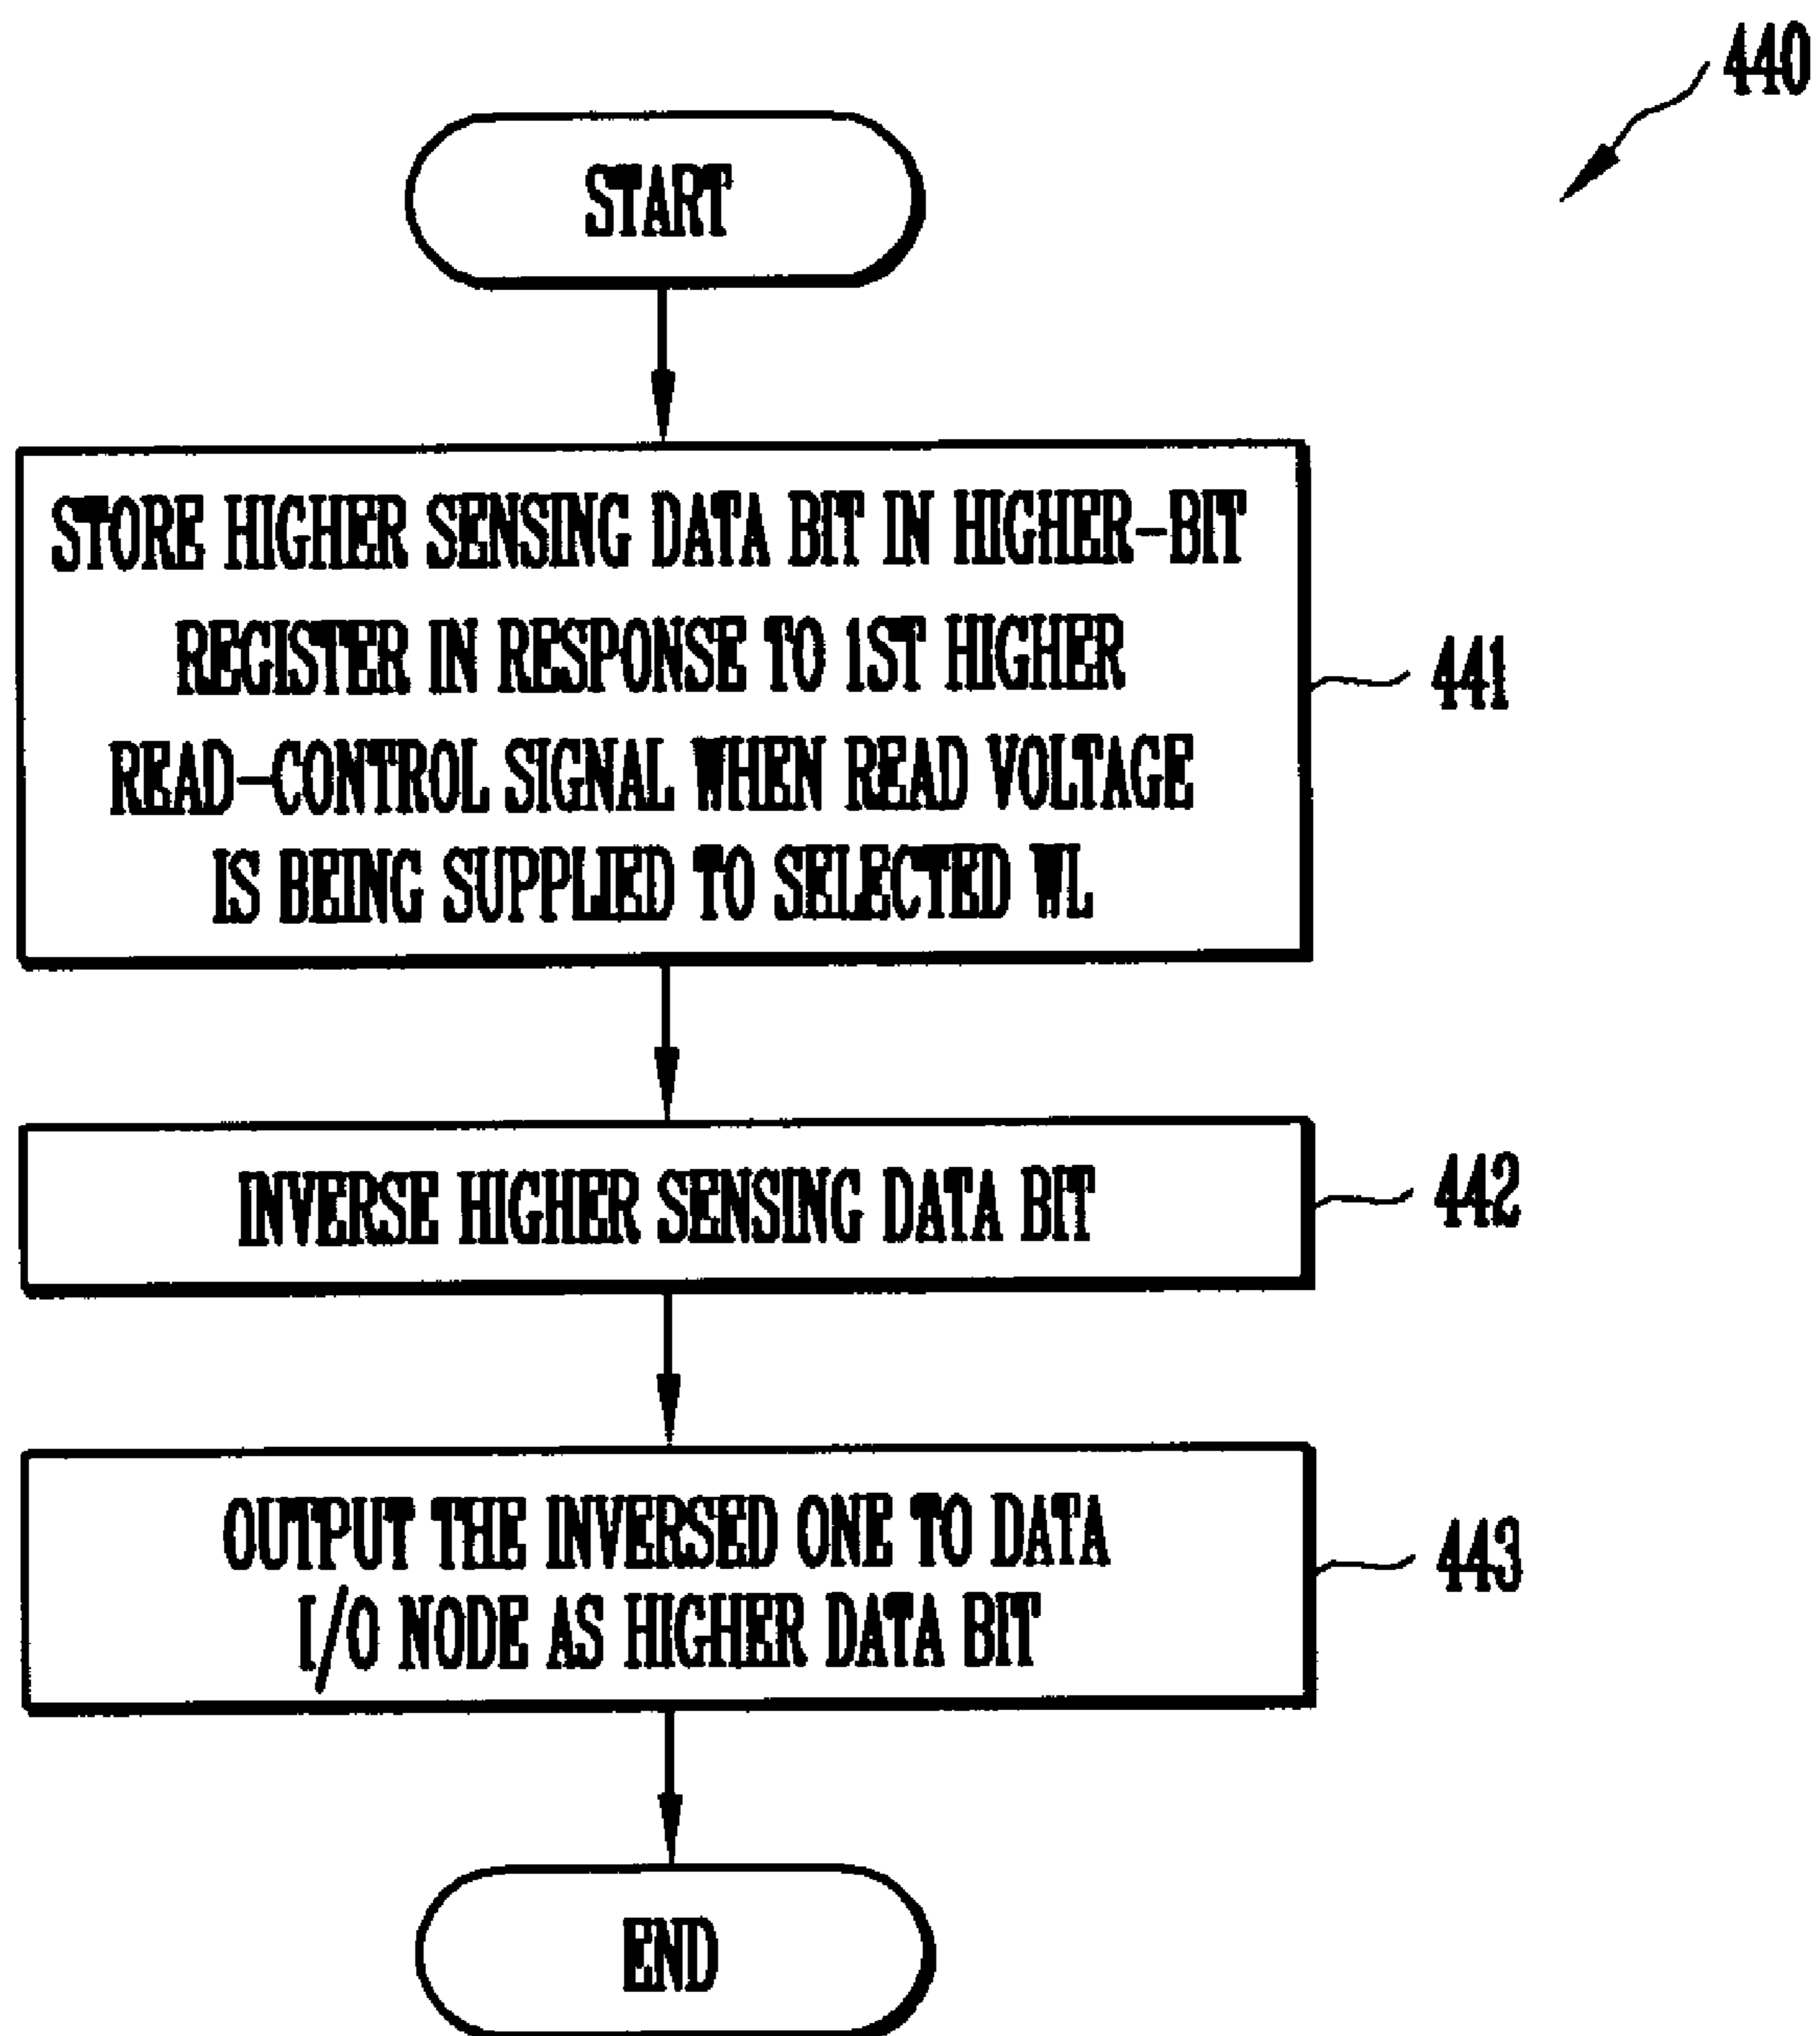 440
START
STORE HIGHER SENSING DATA BIT IN HIGHER-BIT
REGISTER IN RESPONSE TO 1ST HIGHER
READ-CONTROL SIGNAL WHEN READ VOLTAGE
IS BEING SUPPLIED TO SELECTED WL
441
INVERSE HIGHER SENSING DATA BIT
442
OUTPUT THE INVERSED ONE TO DATA
I/O NODE AS HIGHER DATA BIT
443
END